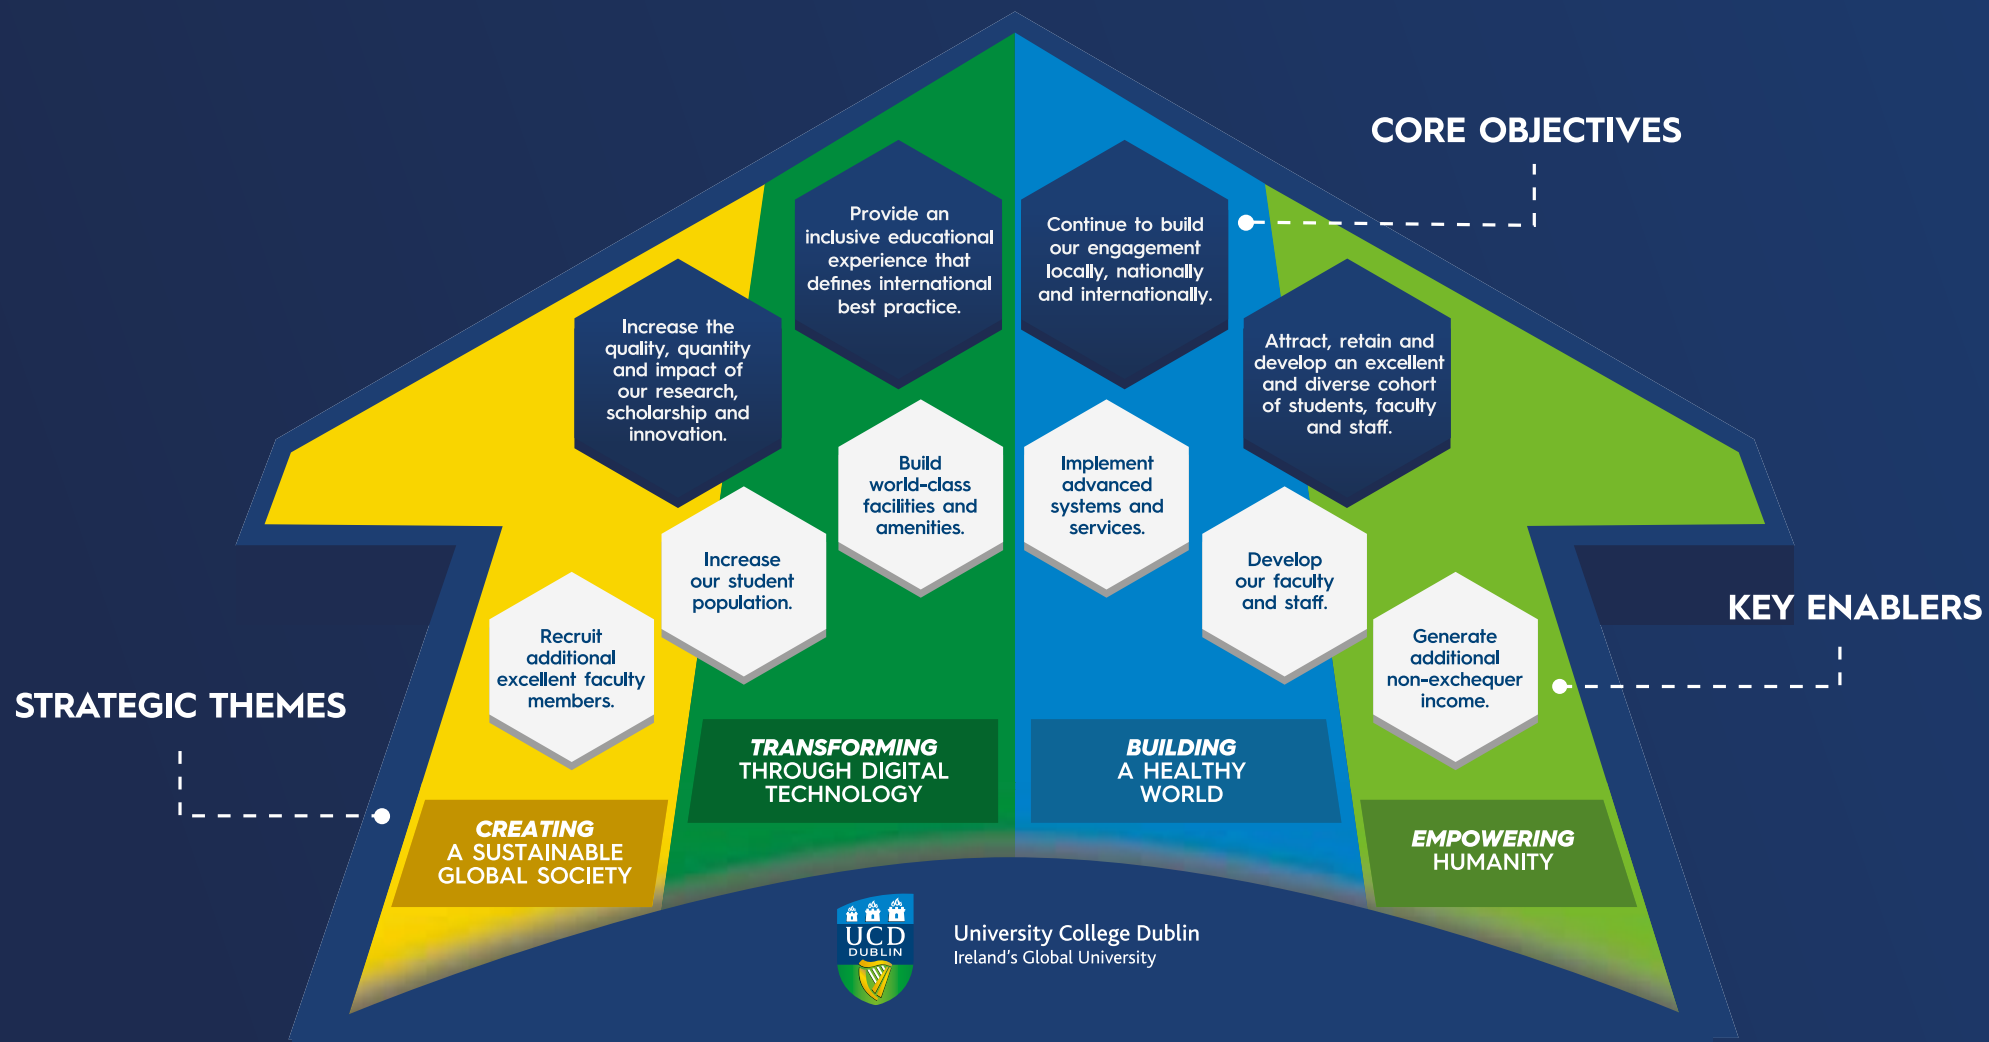 CORE OBJECTIVES
Provide an
inclusive educational
experience that
defines international
best practice.
Continue to build
our engagement
locally, nationally
and internationally.
Increase the
quality, quantity
and impact of
our research,
scholarship and
innovation.
Attract, retain and
develop an excellent
and diverse cohort
of students, faculty
and staff.
Build
world-class
facilities and
amenities.
Implement
advanced
systems and
services.
Increase
our student
population.
Develop
our faculty
and staff.
KEY ENABLERS
Recruit
additional
excellent faculty
members.
Generate
additional
non-exchequer
income.
STRATEGIC THEMES
TRANSFORMING
THROUGH DIGITAL
TECHNOLOGY
BUILDING
A HEALTHY
WORLD
CREATING
A SUSTAINABLE
GLOBAL SOCIETY
EMPOWERING
HUMANITY
UCD
DUBLIN
University College Dublin
Ireland's Global University